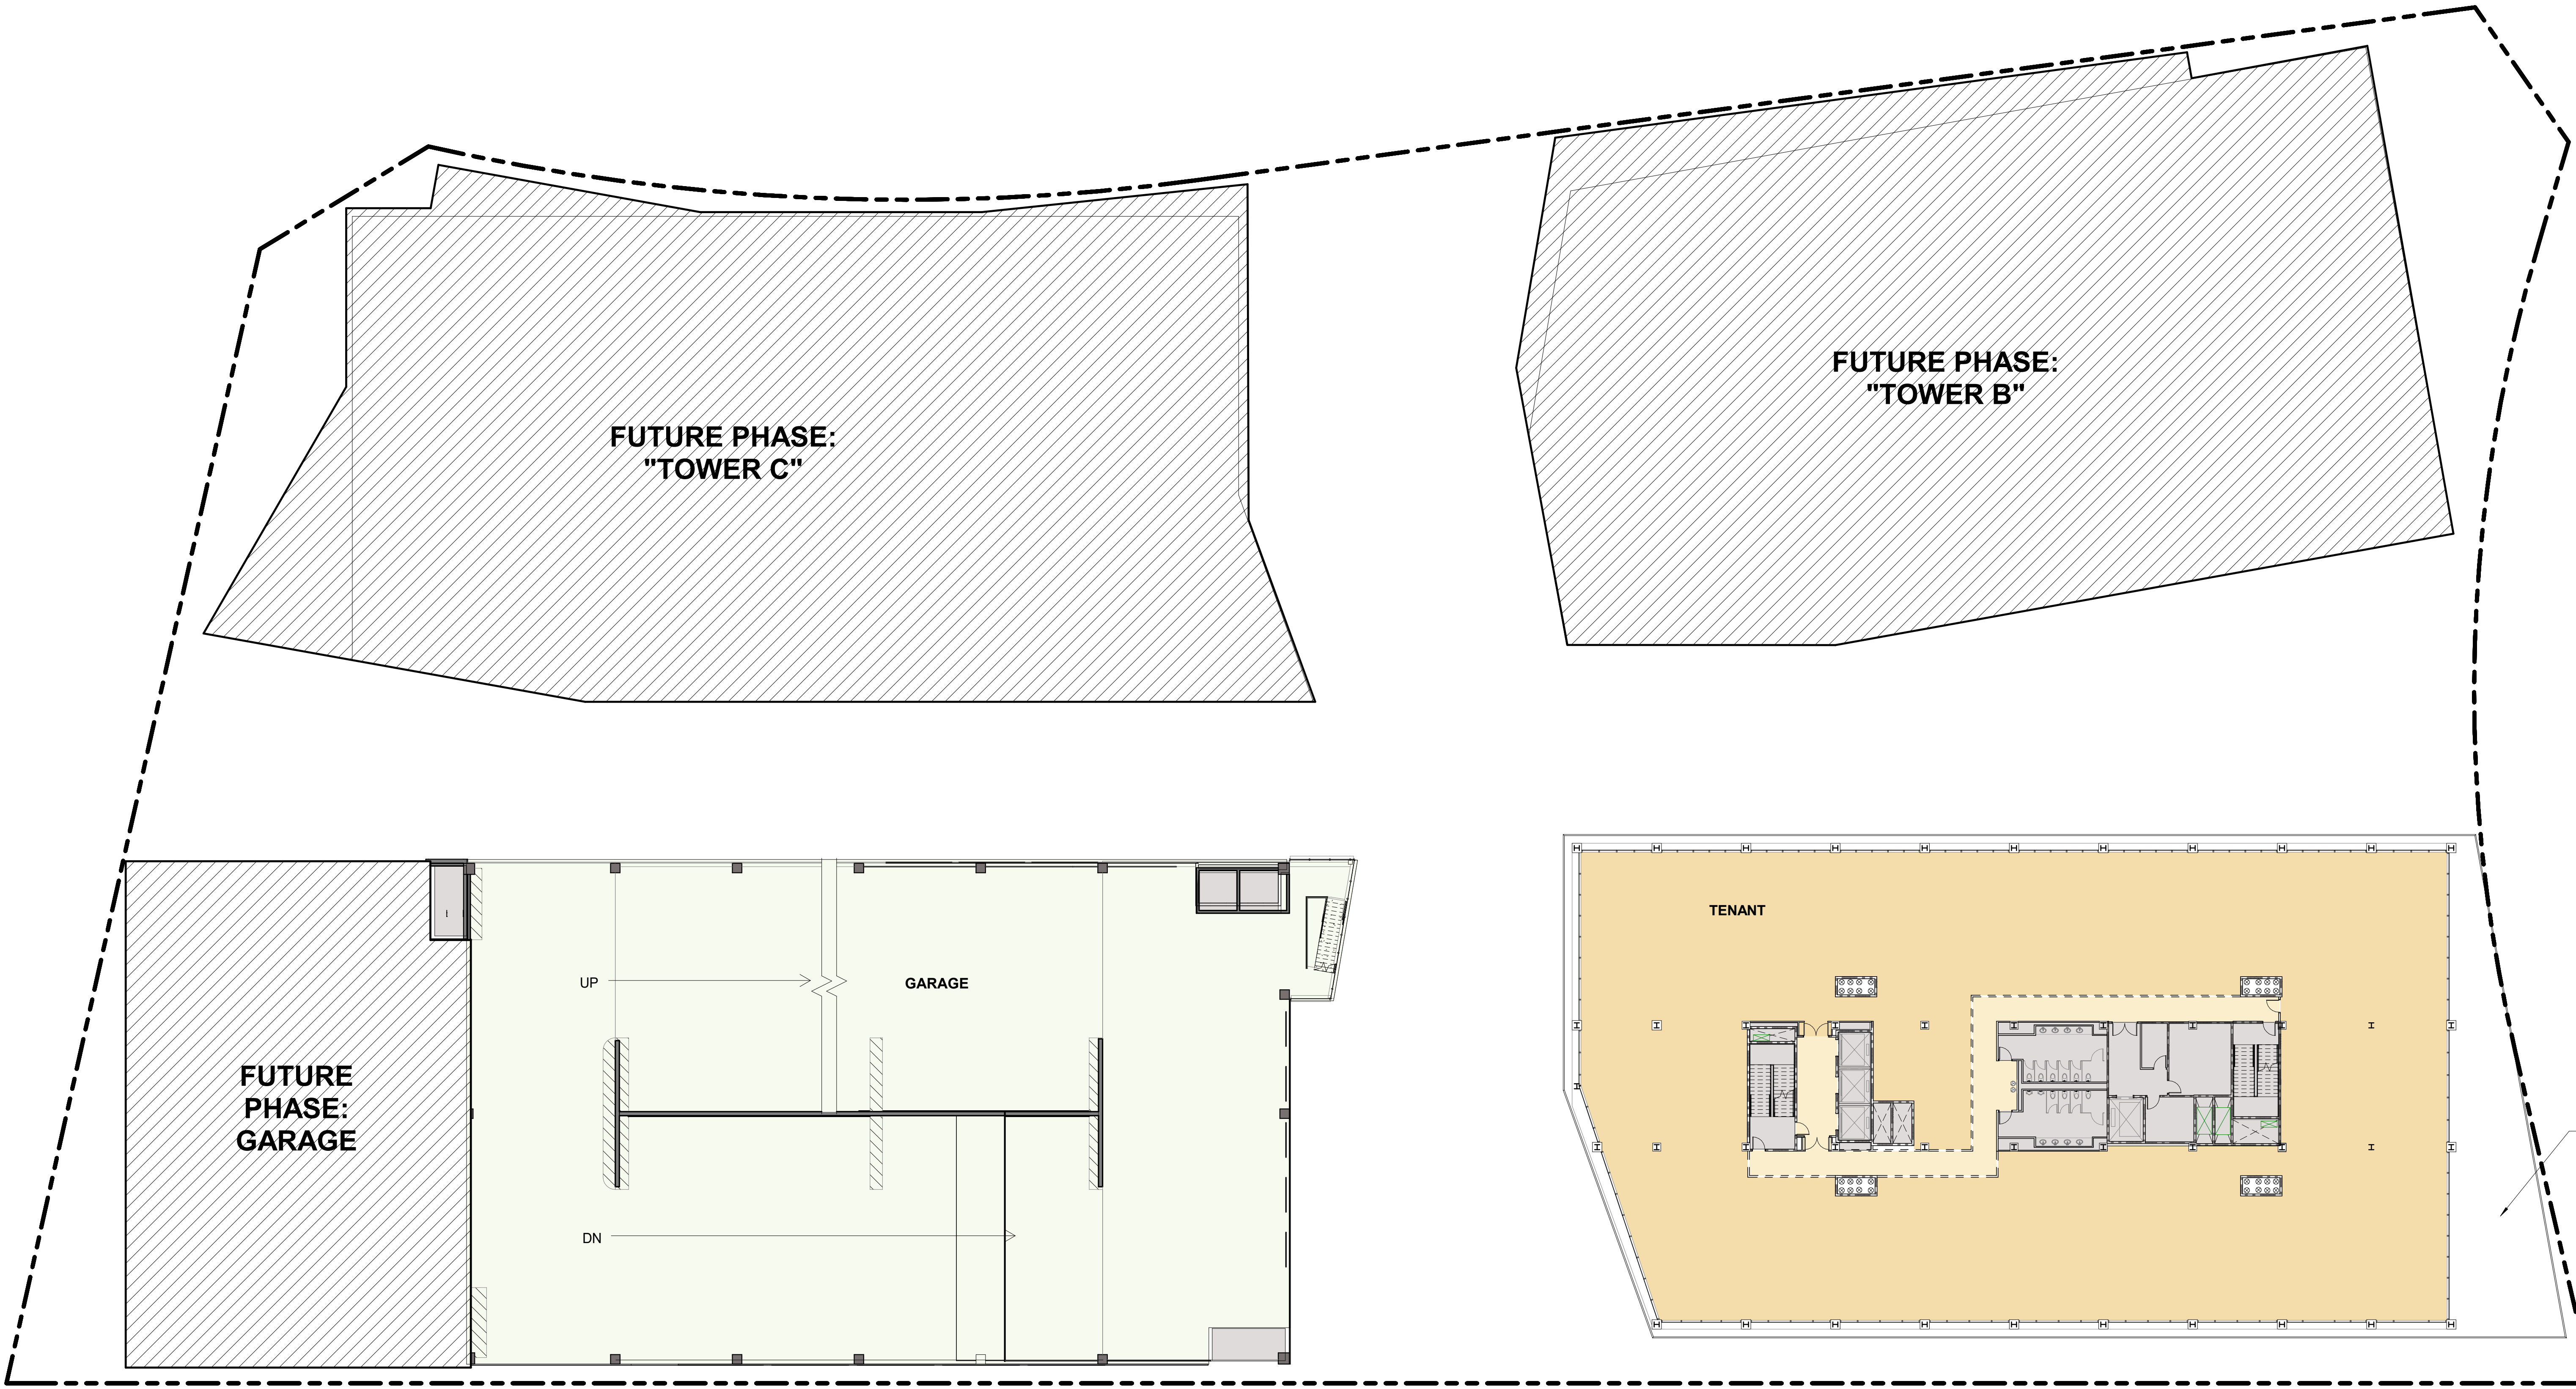 FUTURE PHASE:
"TOWER B"
FUTURE PHASE:
"TOWER C"
TENANT
UP
GARAGE
FUTURE
PHASE:
GARAGE
DN